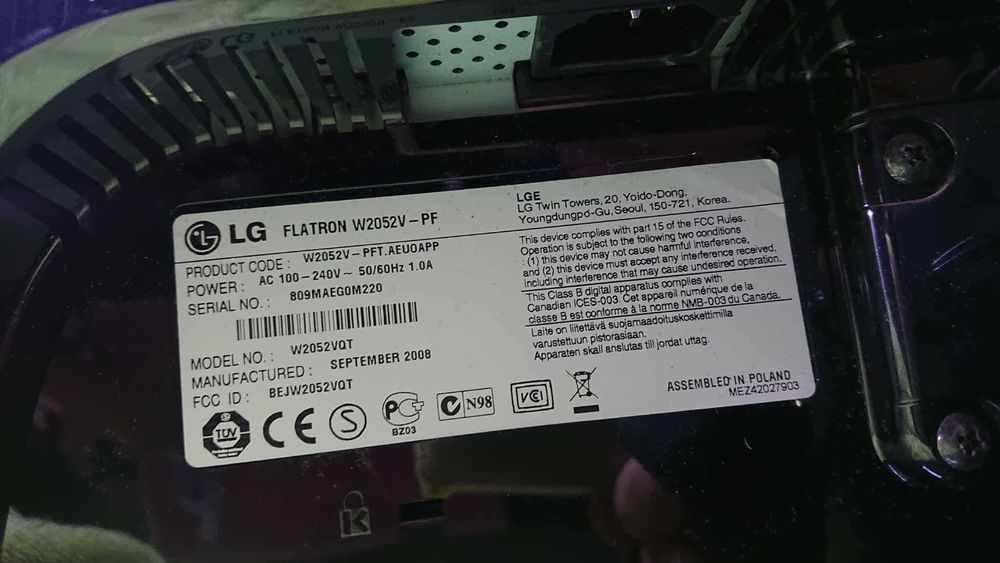 LG FLATRON W2052V-PF
PRODUCT CODE : W2052V-PFT.AEUOAPP
POWER : AC 100-240V~ 50/60Hz 1.0A
SERIAL NO. : 809MAEG0M220
MODEL NO. : W2052VQT
MANUFACTURED : SEPTEMBER 2008
FCC ID : BEJW2052VQT
LGE
LG Twin Towers, 20, Yoido-Dong,
Youngdungpo-Gu, Seoul, 150-721, Korea.
This device complies with part 15 of the FCC Rules.
Operation is subject to the following two conditions
: (1) this device may not cause harmful interference,
and (2) this device must accept any interference received,
including interference that may cause undesired operation.
This Class B digital apparatus complies with
Canadian ICES-003. Cet appareil numérique de la
classe B est conforme à la norme NMB-003 du Canada.
Laite on liitettävä suojamaadoituskoskettimilla
varustettuun pistorasiaan.
Apparaten skall anslutas till jordat uttag.
TÜV
CE
S
BZ03
N98
VCI
ASSEMBLED IN POLAND
MEZ42027903
K